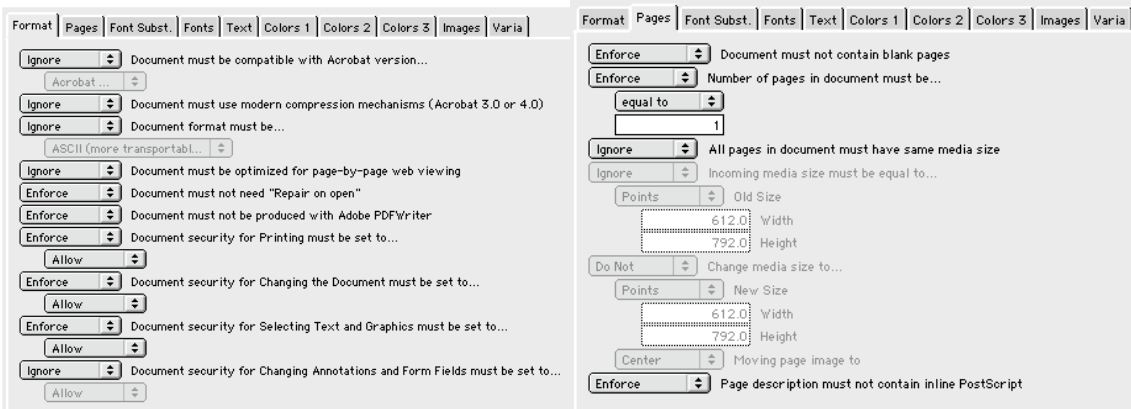 Format Pages Font Subst. Fonts Text Colors 1 Colors 2 Colors 3 Images Varia
Ignore Document must be compatible with Acrobat version...
Acrobat ...
Ignore Document must use modern compression mechanisms (Acrobat 3.0 or 4.0)
Ignore Document format must be...
ASCII (more transportabl...
Ignore Document must be optimized for page-by-page web viewing
Enforce Document must not need "Repair on open"
Enforce Document must not be produced with Adobe PDFWriter
Enforce Document security for Printing must be set to...
Allow
Enforce Document security for Changing the Document must be set to...
Allow
Enforce Document security for Selecting Text and Graphics must be set to...
Allow
Ignore Document security for Changing Annotations and Form Fields must be set to...
Allow
Format Pages Font Subst. Fonts Text Colors 1 Colors 2 Colors 3 Images Varia
Enforce Document must not contain blank pages
Enforce Number of pages in document must be...
equal to
1
Ignore All pages in document must have same media size
Ignore Incoming media size must be equal to...
Points Old Size
612.0 Width
792.0 Height
Do Not Change media size to...
Points New Size
612.0 Width
792.0 Height
Center Moving page image to
Enforce Page description must not contain inline PostScript